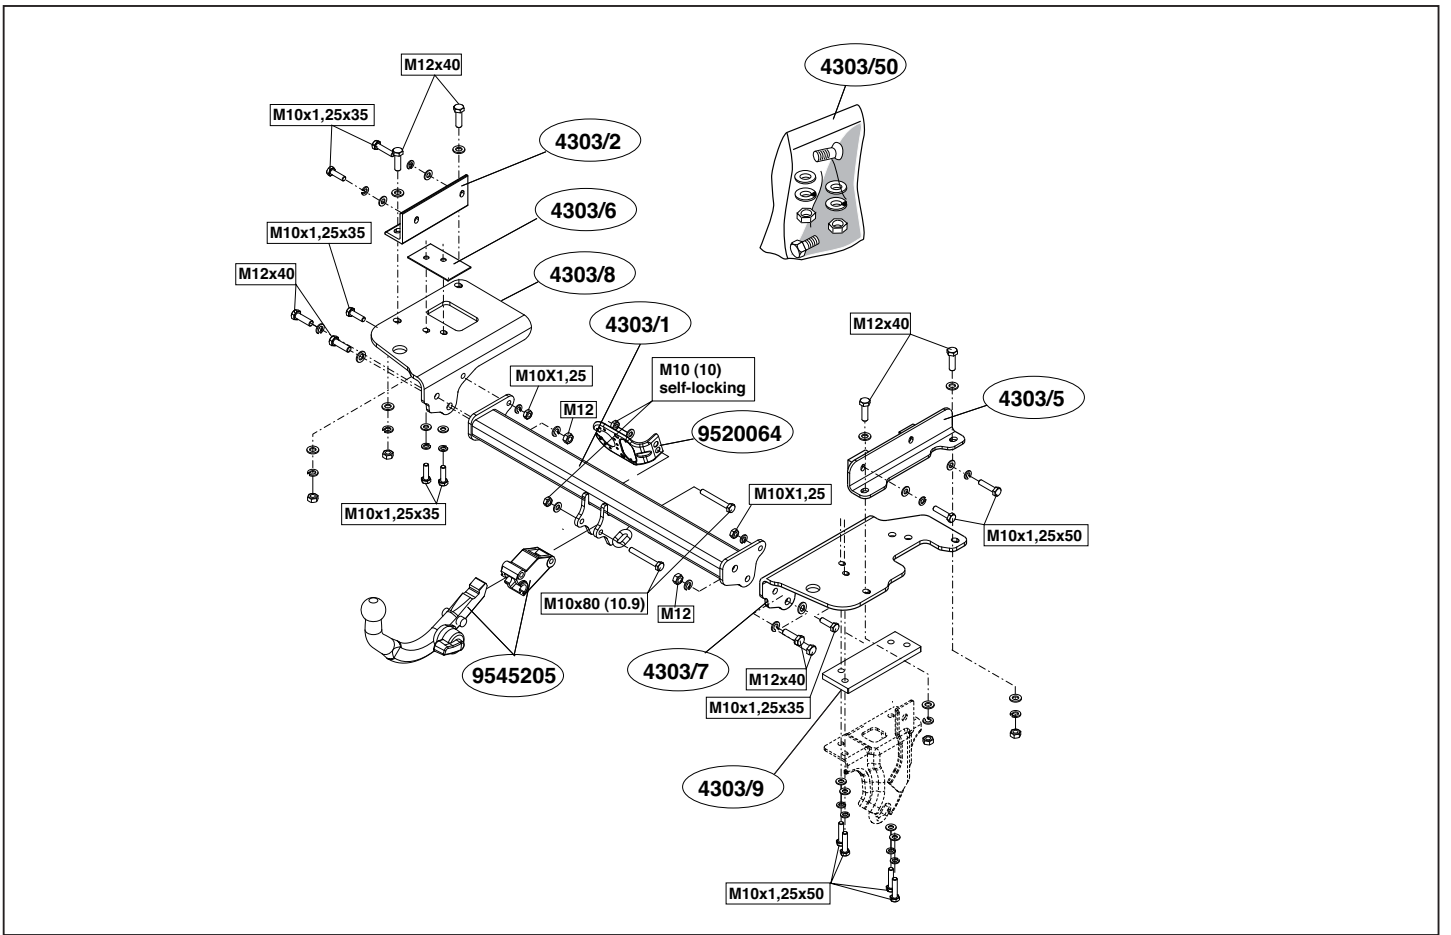 M12x40
4303/50
M10x1,25x35
4303/2
4303/6
M10x1,25x35
M12x40
4303/8
4303/1
M12x40
M10X1,25
M10 (10)
self-locking
4303/5
M12
9520064
M10X1,25
M10x1,25x35
M10x1,25x50
M10x80 (10.9)
M12
9545205
4303/7
M12x40
M10x1,25x35
4303/9
M10x1,25x50